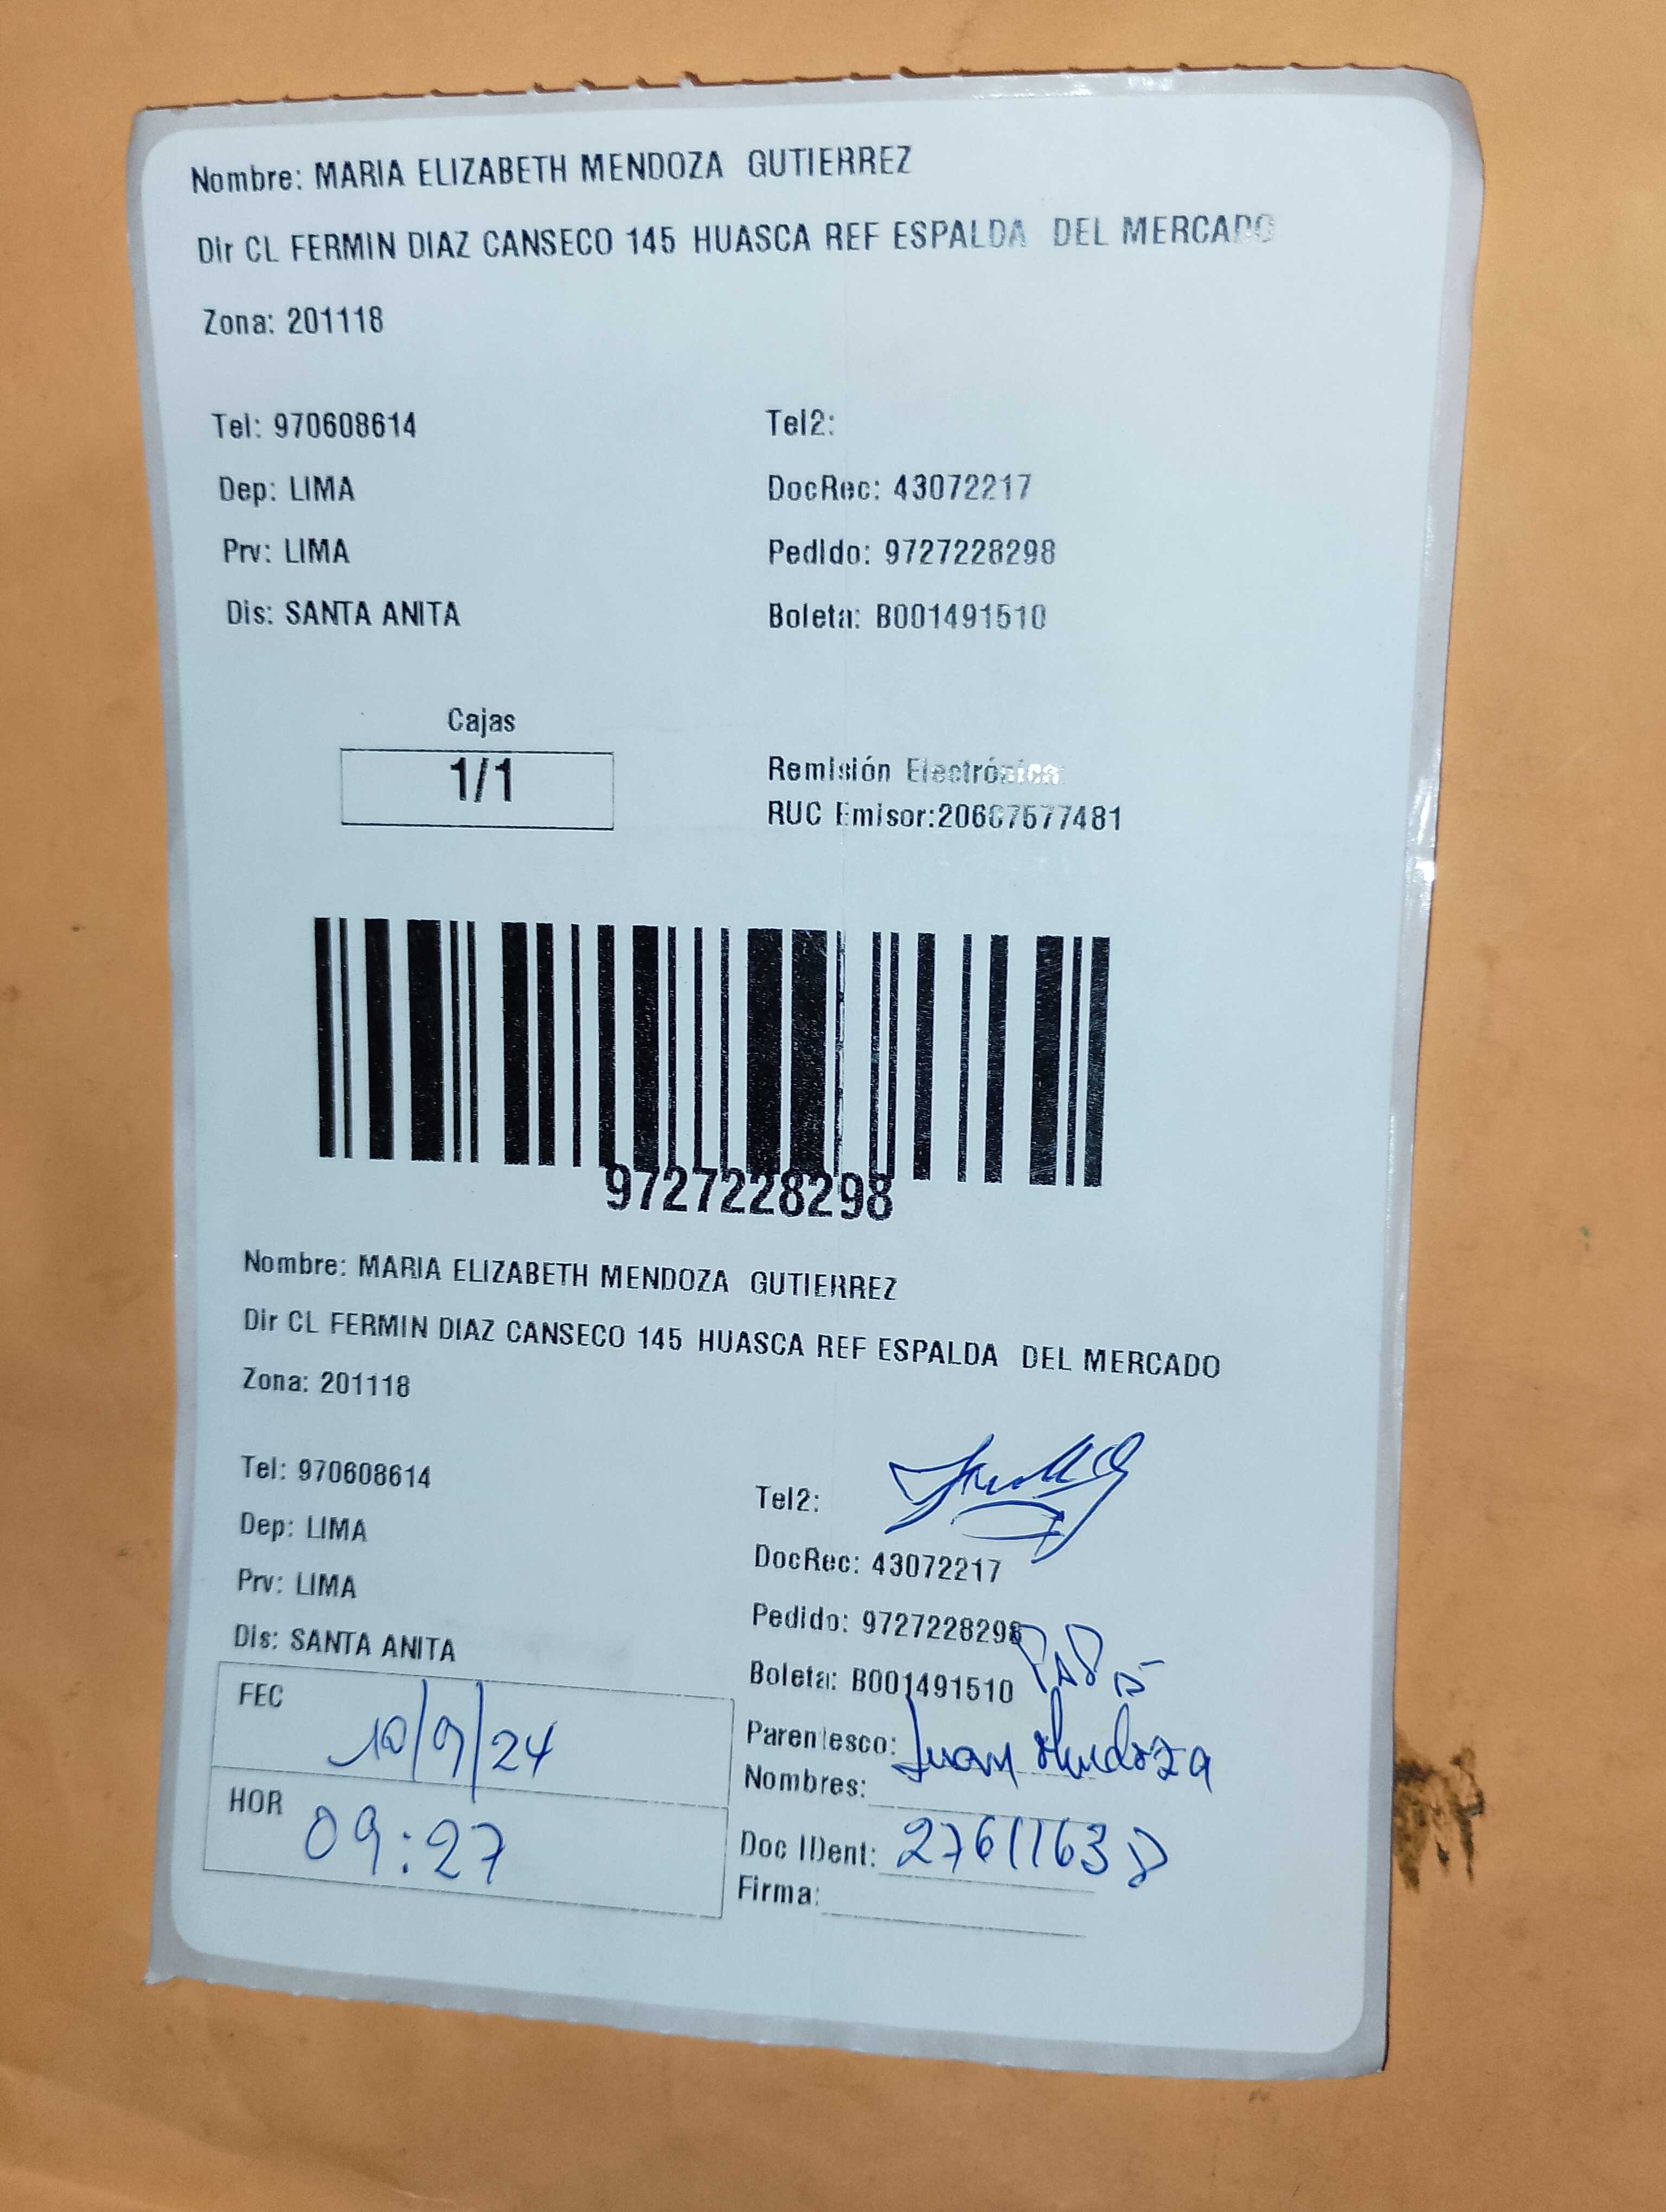 Nombre: MARIA ELIZABETH MENDOZA GUTIERREZ
Dir CL FERMIN DIAZ CANSECO 145 HUASCA REF ESPALDA DEL MERCADO
Zona: 201118
Tel: 970608614 Tel2:
Dep: LIMA DocRec: 43072217
Prv: LIMA Pedido: 9727228298
Dis: SANTA ANITA Boleta: B001491510
Cajas
1/1
Remisión Electrónica
RUC Emisor:20607577481
9727228298
Nombre: MARIA ELIZABETH MENDOZA GUTIERREZ
Dir CL FERMIN DIAZ CANSECO 145 HUASCA REF ESPALDA DEL MERCADO
Zona: 201118
Tel: 970608614 Tel2:
Dep: LIMA DocRec: 43072217
Prv: LIMA Pedido: 9727228298
Dis: SANTA ANITA Boleta: B001491510
FEC 10/9/24
Parentesco: Juan Mendoza
Nombres:
HOR 09:27
Doc IDent: 27611638
Firma: